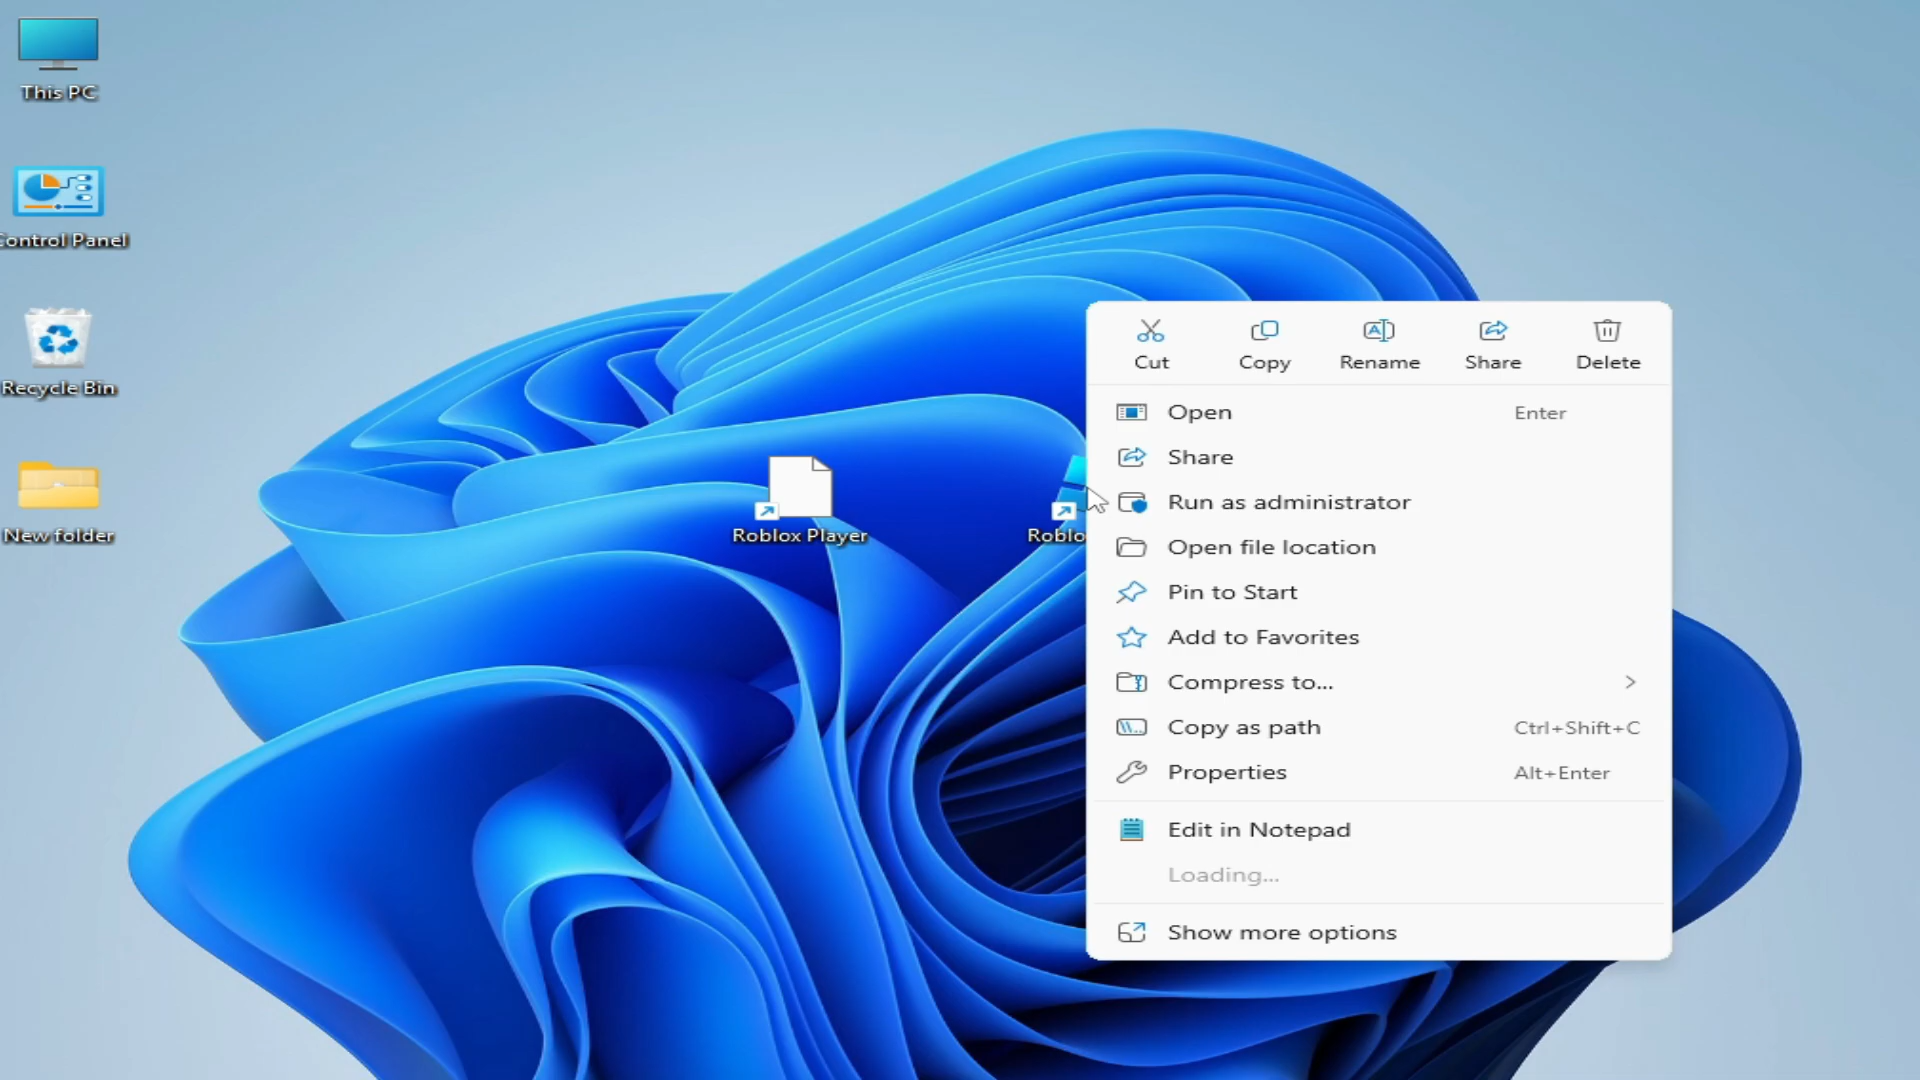 This PC
Control Panel
Recycle Bin
New folder
Roblox Player
Roblo
Cut Copy Rename Share Delete
Open Enter
Share
Run as administrator
Open file location
Pin to Start
Add to Favorites
Compress to...
Copy as path Ctrl+Shift+C
Properties Alt+Enter
Edit in Notepad
Loading...
Show more options